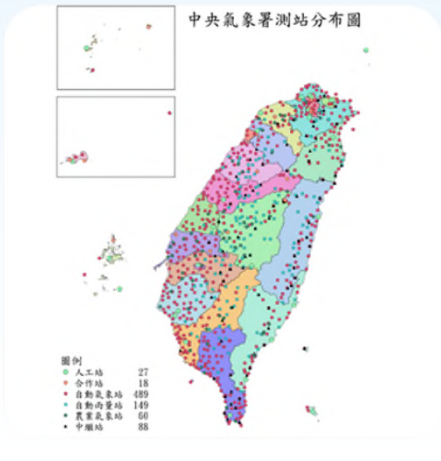 中央氣象署測站分布圖
圖例
人工站 27
合作站 18
自動氣象站 489
自動雨量站 149
農業氣象站 60
中繼站 88